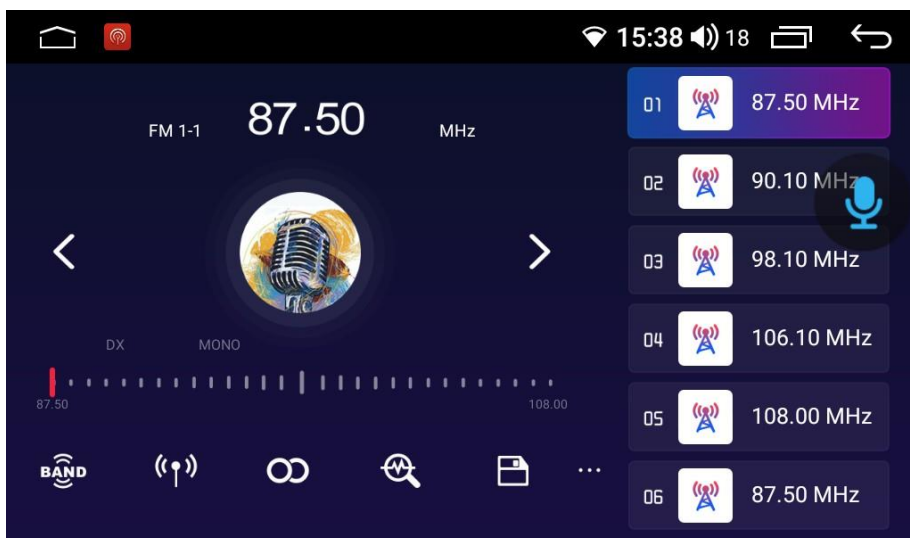 15:38 18
FM 1-1 87.50 MHz
DX MONO
87.50 108.00
BAND
01 87.50 MHz
02 90.10 MHz
03 98.10 MHz
04 106.10 MHz
05 108.00 MHz
06 87.50 MHz